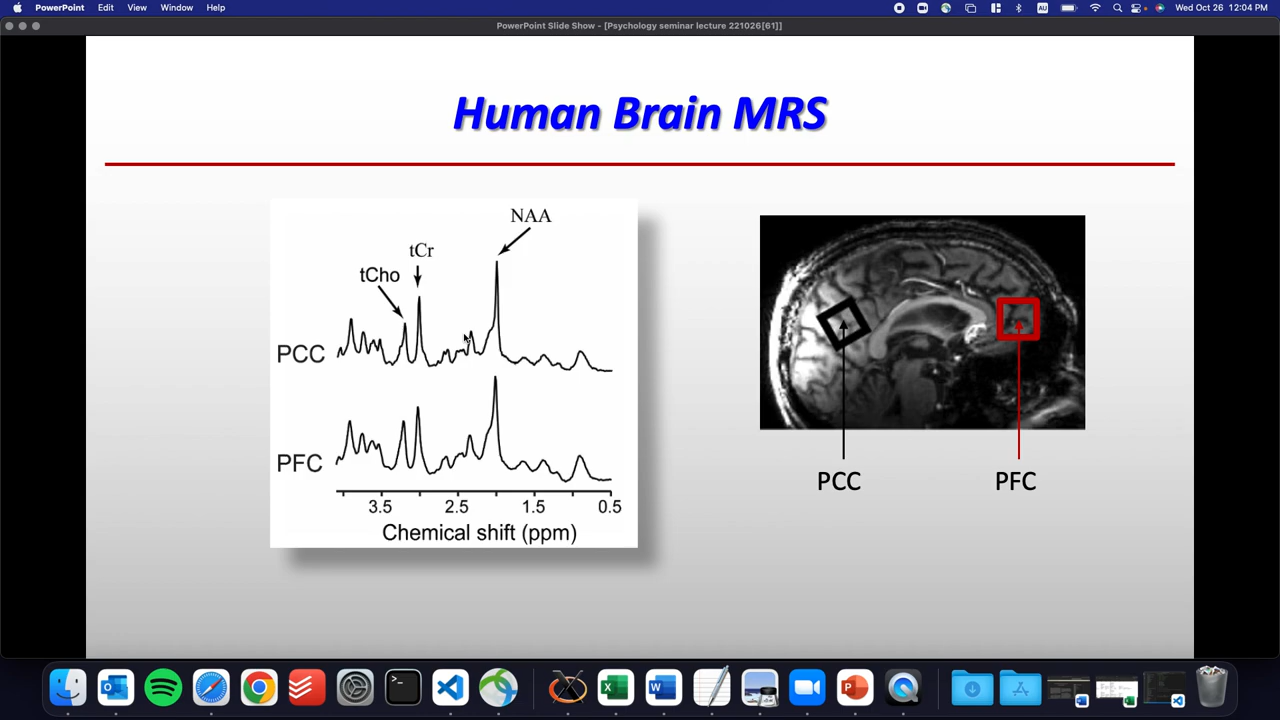 PowerPoint Edit View Window Help
AU
Wed Oct 26 12:04 PM
PowerPoint Slide Show - [Psychology seminar lecture 221026[61]]
Human Brain MRS
NAA
tCr
tCho
PCC
PFC
3.5 2.5 1.5 0.5
Chemical shift (ppm)
PCC PFC